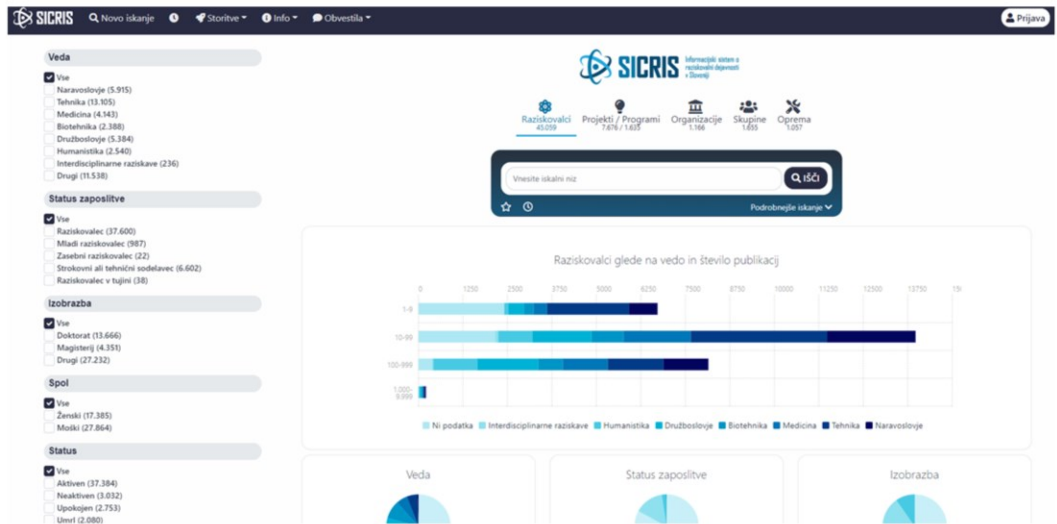 SICRIS Novo iskanje Storitve Info Obvestila Prijava
Veda
Vse
Naravoslovje (5.915)
Tehnika (13.105)
Medicina (4.143)
Biotehnika (2.388)
Družboslovje (5.384)
Humanistika (2.540)
Interdisciplinarne raziskave (236)
Drugi (11.538)
Status zaposlitve
Vse
Raziskovalec (37.600)
Mladi raziskovalec (987)
Zasebni raziskovalec (22)
Strokovni ali tehnični sodelavec (6.602)
Raziskovalec v tujini (38)
Izobrazba
Vse
Doktorat (13.666)
Magisterij (4.351)
Drugi (27.232)
Spol
Vse
Ženski (17.385)
Moški (27.864)
Status
Vse
Aktiven (37.384)
Neaktiven (3.032)
Upokojen (2.753)
Umrl (2.080)
SICRIS
Informacijski sistem o
raziskovalni dejavnosti
v Sloveniji
Raziskovalci Projekti / Programi Organizacije Skupine Oprema
45.059 7.676 / 1.635 1.166 1.655 1.057
Vnesite iskalni niz IŠČI
Podrobnejše iskanje
Raziskovalci glede na vedo in število publikacij
0 1250 2500 3750 5000 6250 7500 8750 10000 11250 12500 13750
1-9
10-99
100-999
1,000-
9,999
Ni podatka Interdisciplinarne raziskave Humanistika Družboslovje Biotehnika Medicina Tehnika Naravoslovje
Veda Status zaposlitve Izobrazba